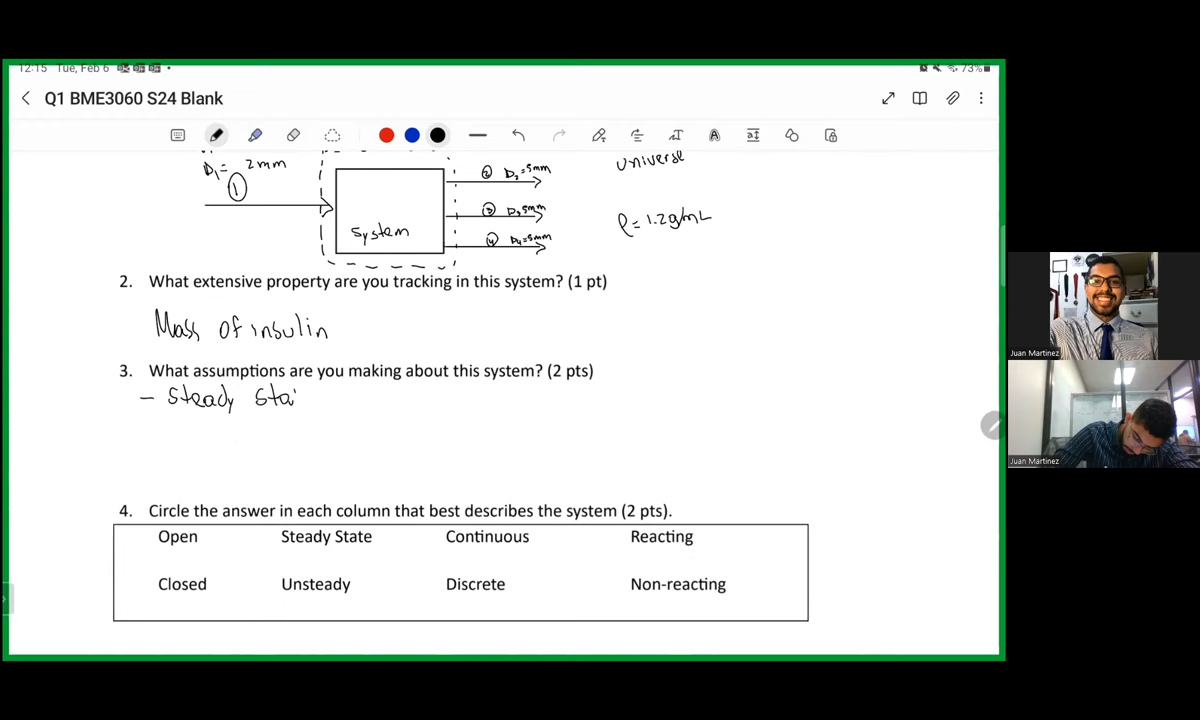 12:15 Tue, Feb 6
73%
Q1 BME3060 S24 Blank
D₁= 2mm
universe
① ② D₂=5mm
③ D₃ 5mm
ρ= 1.2g/mL
system
④ D₄=5mm
2. What extensive property are you tracking in this system? (1 pt)
Mass of insulin
3. What assumptions are you making about this system? (2 pts)
- Steady Sta
4. Circle the answer in each column that best describes the system (2 pts).
Open Steady State Continuous Reacting
Closed Unsteady Discrete Non-reacting
Juan Martinez
Juan Martinez